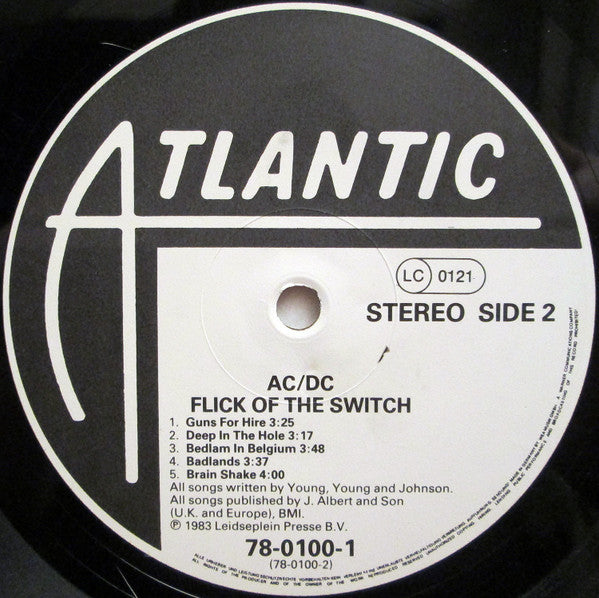 ATLANTIC
LC 0121
STEREO SIDE 2
AC/DC
FLICK OF THE SWITCH
1. Guns For Hire 3:25
2. Deep In The Hole 3:17
3. Bedlam In Belgium 3:48
4. Badlands 3:37
5. Brain Shake 4:00
All songs written by Young, Young and Johnson.
All songs published by J. Albert and Son
(U.K. and Europe), BMI.
℗ 1983 Leidseplein Presse B.V.
78-0100-1
(78-0100-2)